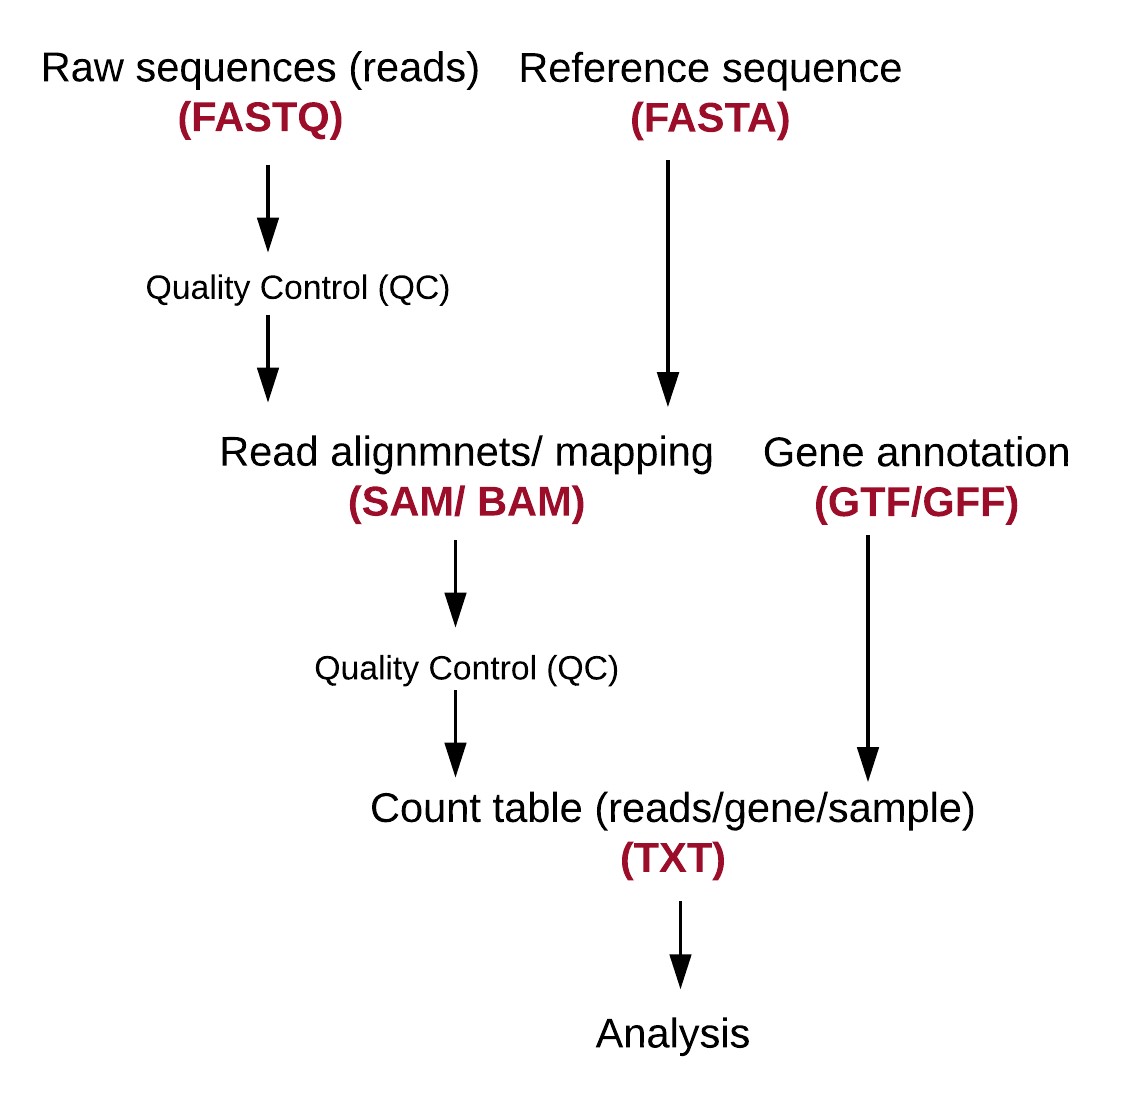 Raw sequences (reads)
(FASTQ)
Reference sequence
(FASTA)
Quality Control (QC)
Read alignmnets/ mapping
(SAM/ BAM)
Gene annotation
(GTF/GFF)
Quality Control (QC)
Count table (reads/gene/sample)
(TXT)
Analysis